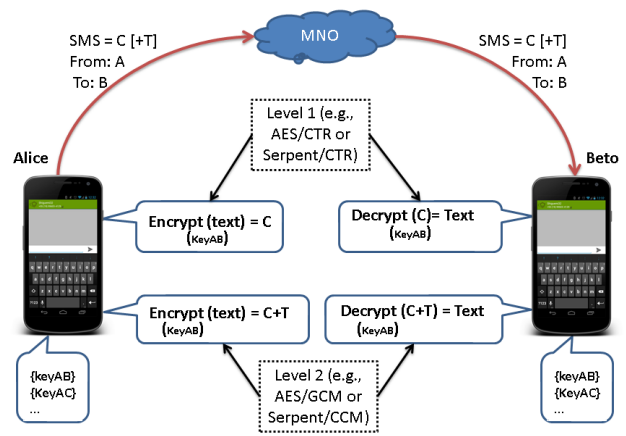 MNO
SMS = C [+T]
From: A
To: B
SMS = C [+T]
From: A
To: B
Level 1 (e.g.,
AES/CTR or
Serpent/CTR)
Alice
Beto
Encrypt (text) = C
(KeyAB)
Decrypt (C)= Text
(KeyAB)
Encrypt (text) = C+T
(KeyAB)
Decrypt (C+T) = Text
(KeyAB)
{keyAB}
{KeyAC}
...
Level 2 (e.g.,
AES/GCM or
Serpent/CCM)
{keyAB}
{KeyAC}
...